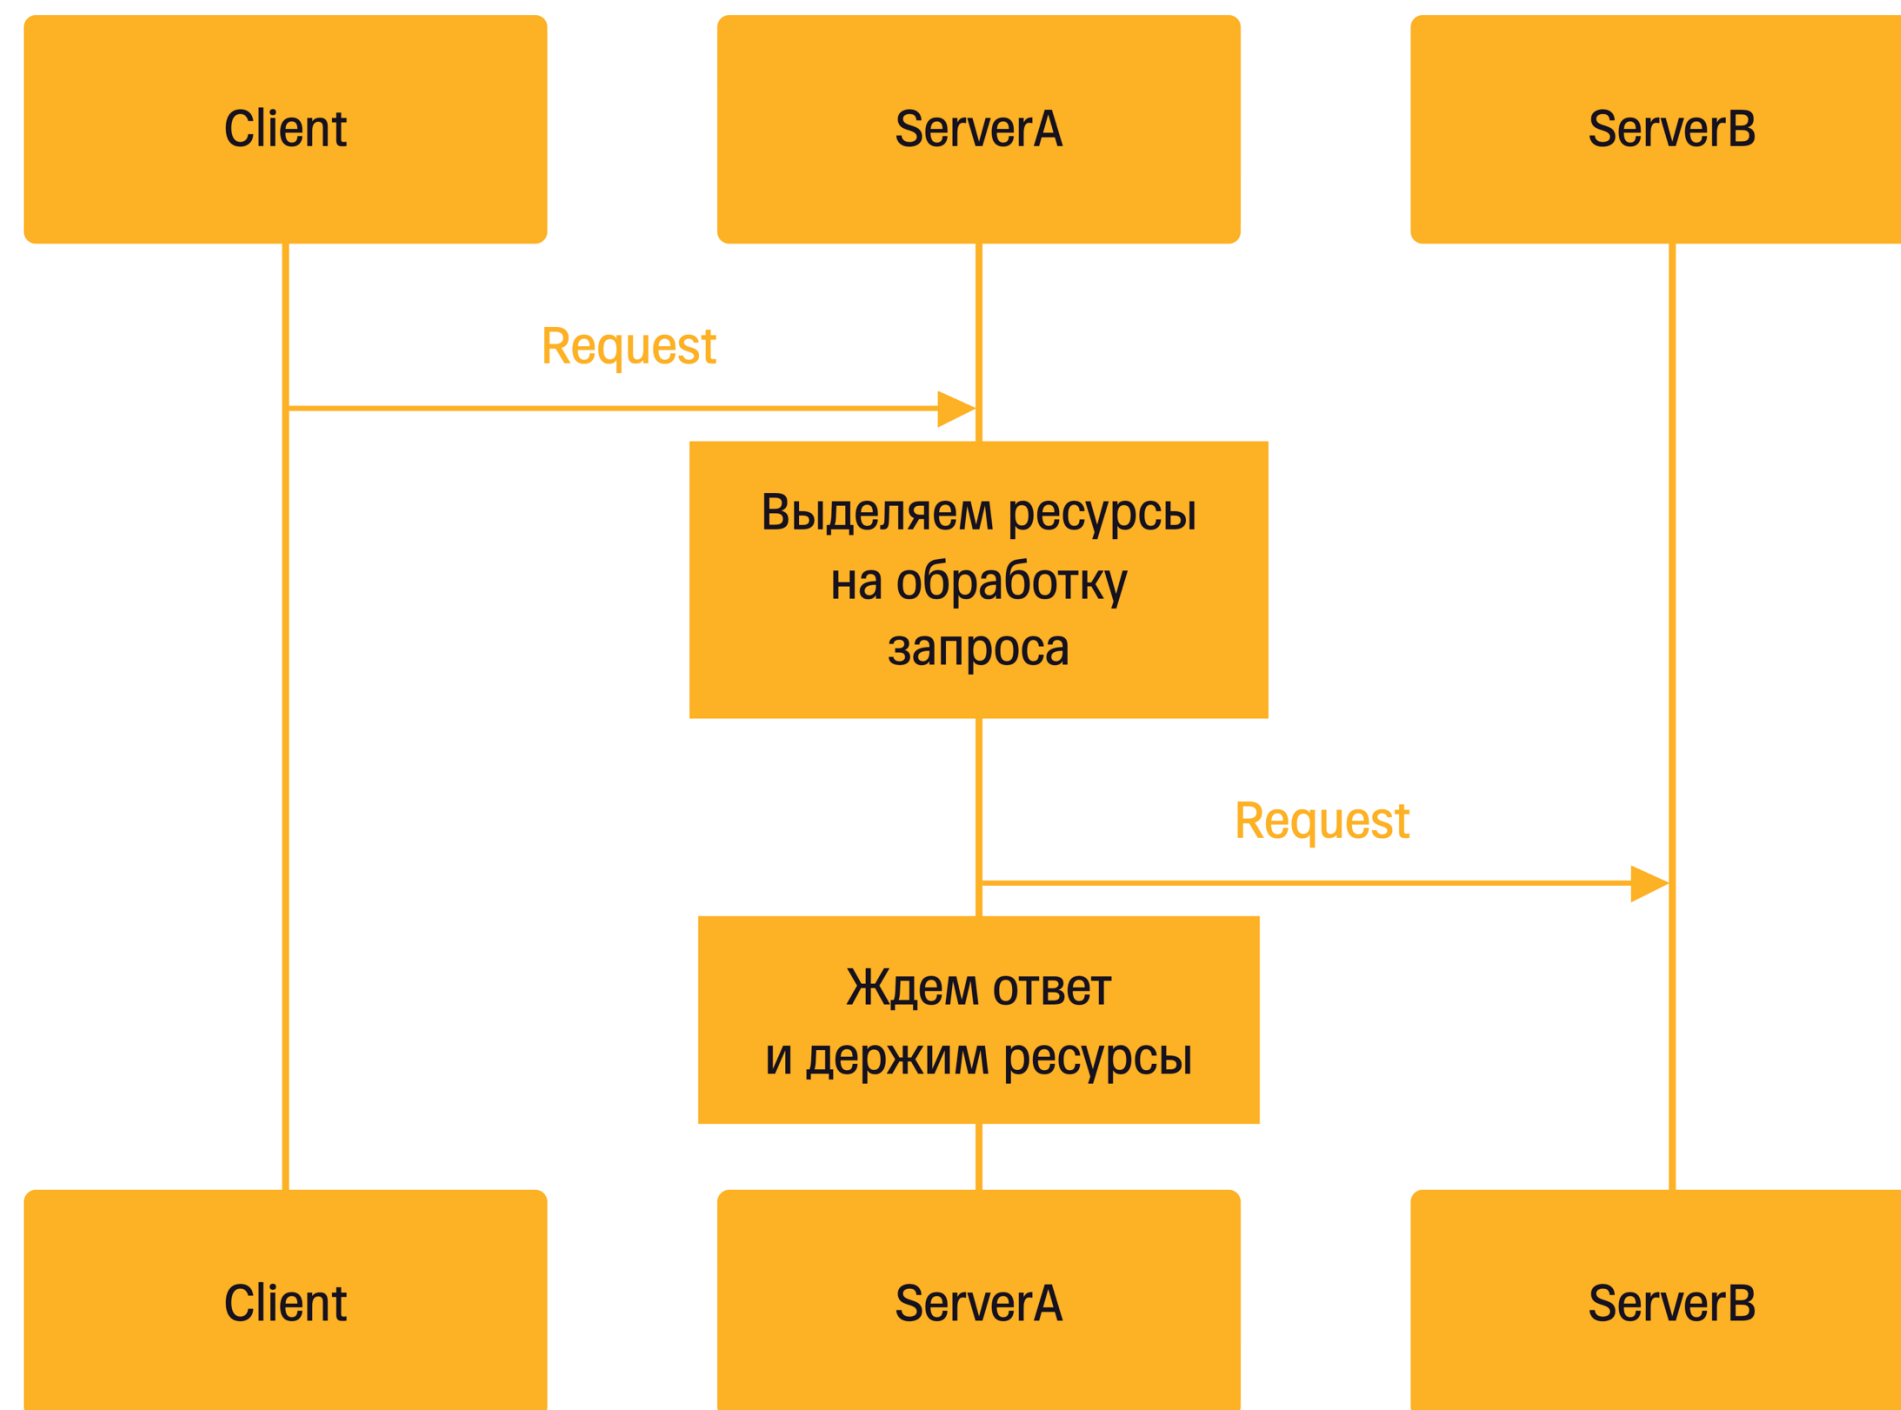 Client
ServerA
ServerB
Request
Выделяем ресурсы
на обработку
запроса
Request
Ждем ответ
и держим ресурсы
Client
ServerA
ServerB